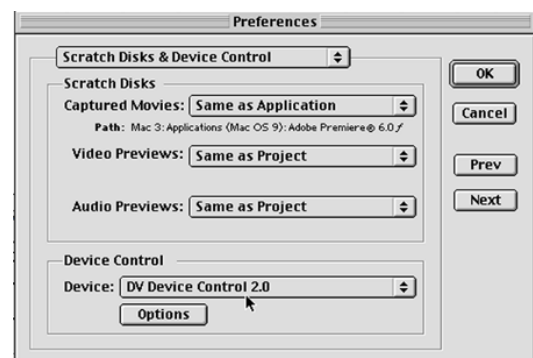 Preferences
Scratch Disks & Device Control
Scratch Disks
Captured Movies: Same as Application
Path: Mac 3: Applications (Mac OS 9): Adobe Premiere® 6.0 ƒ
Video Previews: Same as Project
Audio Previews: Same as Project
Device Control
Device: DV Device Control 2.0
Options
OK
Cancel
Prev
Next